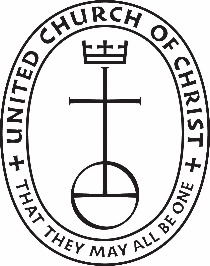 UNITED CHURCH OF CHRIST
THAT THEY MAY ALL BE ONE